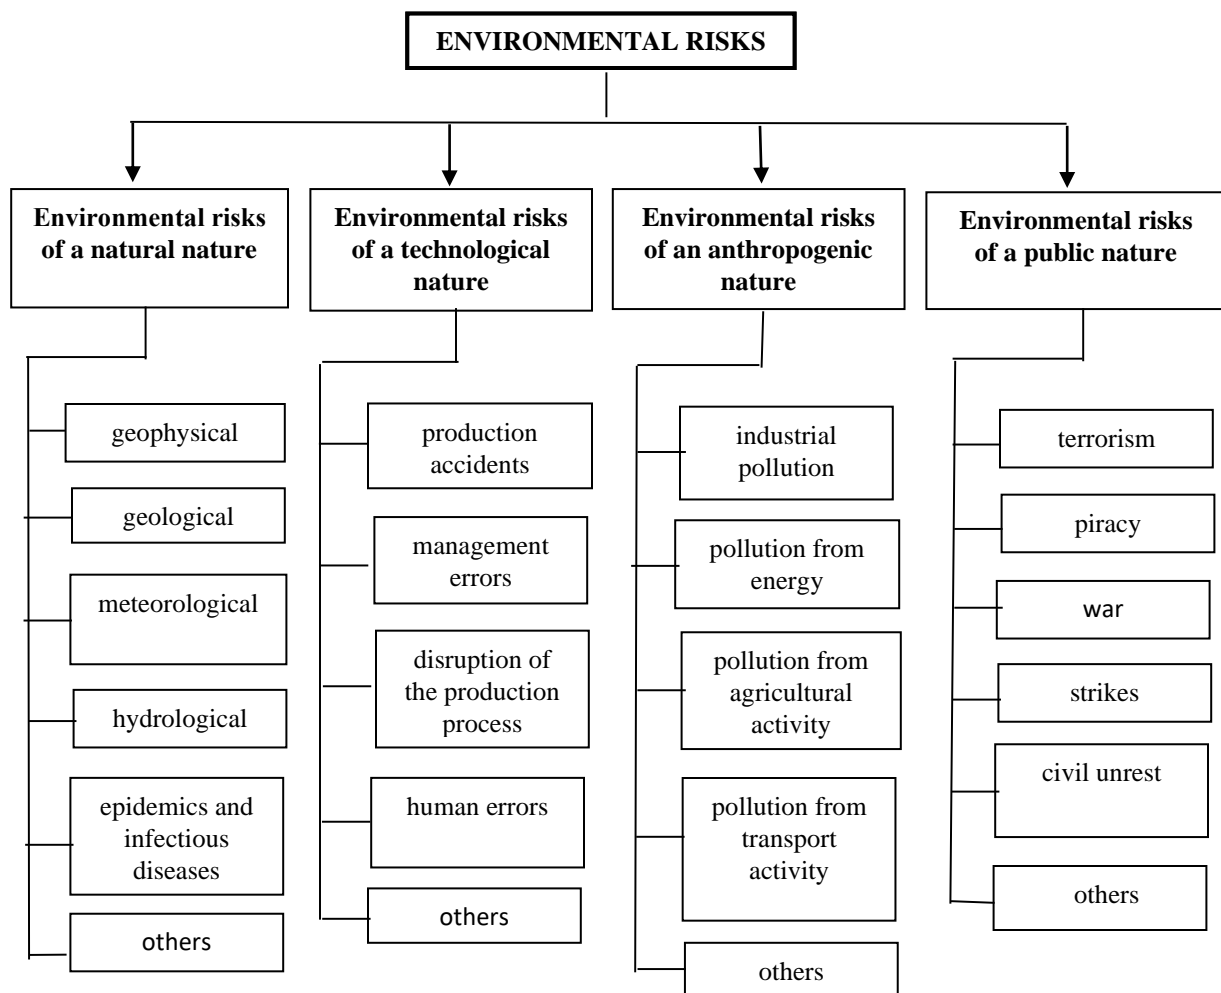 ENVIRONMENTAL RISKS
Environmental risks
of a natural nature
geophysical
geological
meteorological
hydrological
epidemics and
infectious
diseases
others
Environmental risks
of a technological
nature
production
accidents
management
errors
disruption of
the production
process
human errors
others
Environmental risks
of an anthropogenic
nature
industrial
pollution
pollution from
energy
pollution from
agricultural
activity
pollution from
transport
activity
others
Environmental risks
of a public nature
terrorism
piracy
war
strikes
civil unrest
others